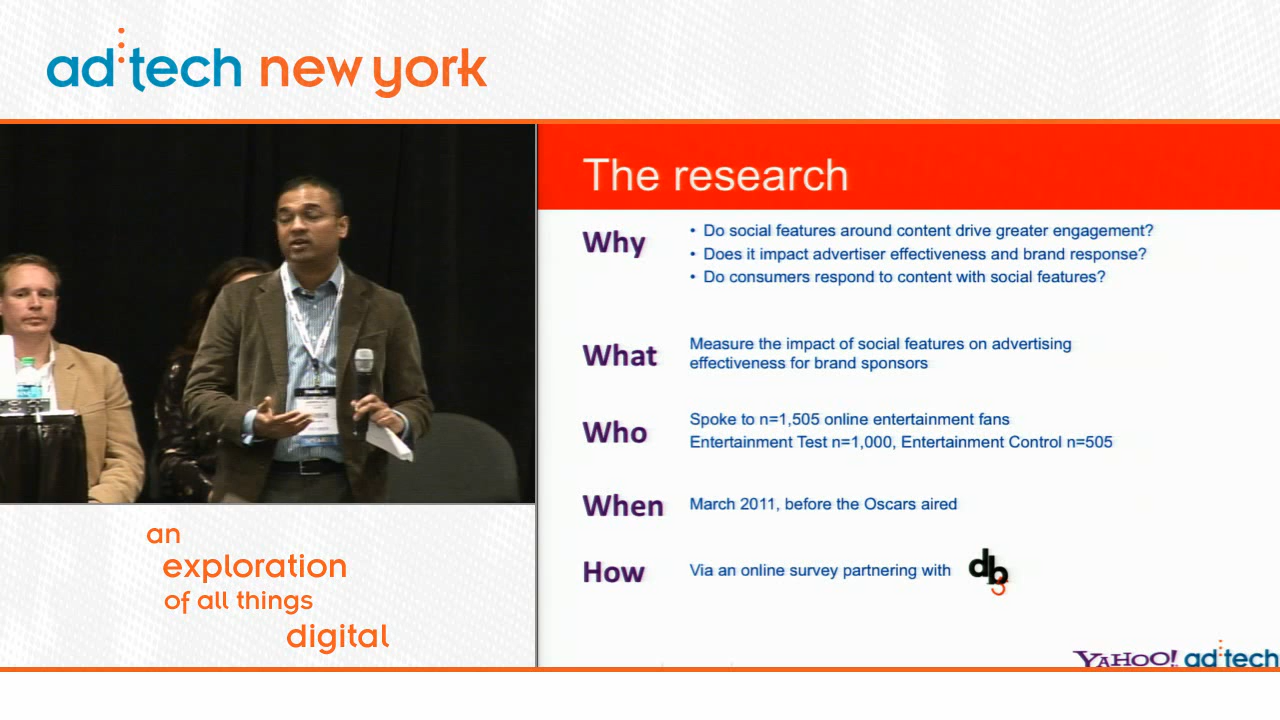 ad:tech new york
The research
Why
• Do social features around content drive greater engagement?
• Does it impact advertiser effectiveness and brand response?
• Do consumers respond to content with social features?
What
Measure the impact of social features on advertising
effectiveness for brand sponsors
Who
Spoke to n=1,505 online entertainment fans
Entertainment Test n=1,000, Entertainment Control n=505
When
March 2011, before the Oscars aired
How
Via an online survey partnering with
db3
an
exploration
of all things
digital
YAHOO! ad:tech